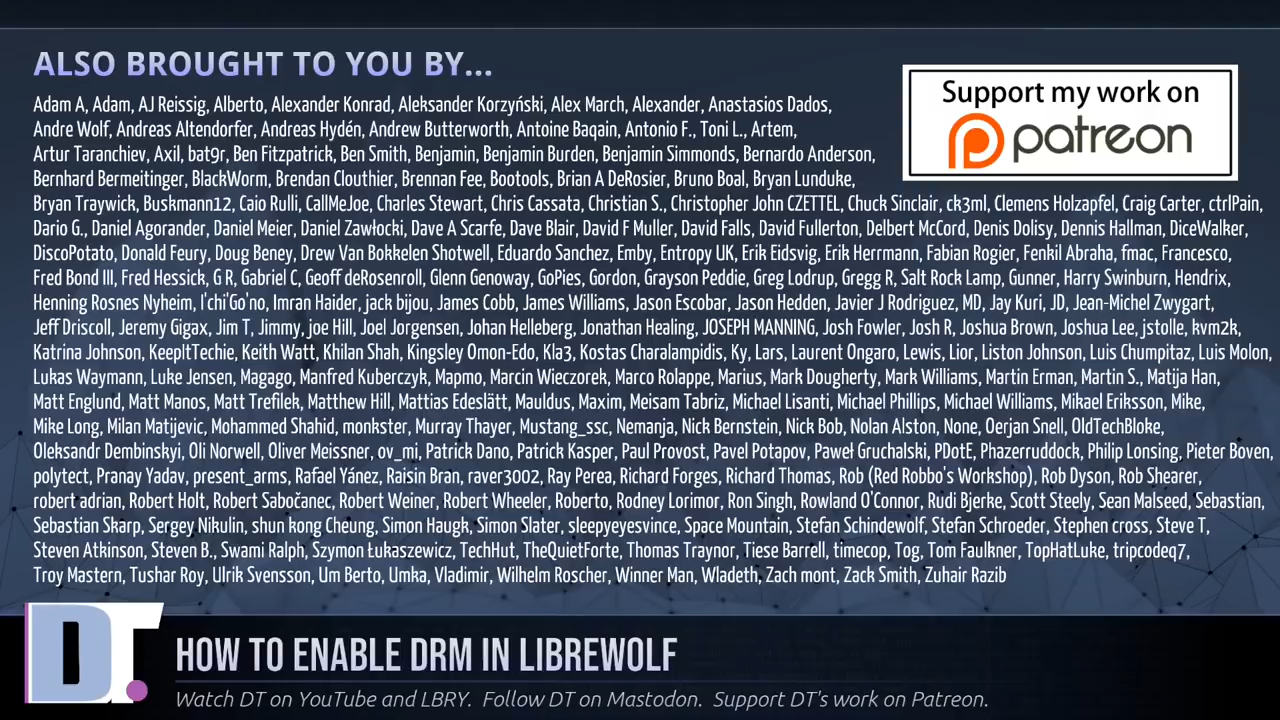 ALSO BROUGHT TO YOU BY...
Adam A, Adam, AJ Reissig, Alberto, Alexander Konrad, Aleksander Korzyński, Alex March, Alexander, Anastasios Dados,
Andre Wolf, Andreas Altendorfer, Andreas Hydén, Andrew Butterworth, Antoine Baqain, Antonio F., Toni L., Artem,
Artur Taranchiev, Axil, bat9r, Ben Fitzpatrick, Ben Smith, Benjamin, Benjamin Burden, Benjamin Simmonds, Bernardo Anderson,
Bernhard Bermeitinger, BlackWorm, Brendan Clouthier, Brennan Fee, Bootools, Brian A DeRosier, Bruno Boal, Bryan Lunduke,
Bryan Traywick, Buskmann12, Caio Rulli, CallMeJoe, Charles Stewart, Chris Cassata, Christian S., Christopher John CZETTEL, Chuck Sinclair, ck3ml, Clemens Holzapfel, Craig Carter, ctrlPain,
Dario G., Daniel Agorander, Daniel Meier, Daniel Zawłocki, Dave A Scarfe, Dave Blair, David F Muller, David Falls, David Fullerton, Delbert McCord, Denis Dolisy, Dennis Hallman, DiceWalker,
DiscoPotato, Donald Feury, Doug Beney, Drew Van Bokkelen Shotwell, Eduardo Sanchez, Emby, Entropy UK, Erik Eidsvig, Erik Herrmann, Fabian Rogier, Fenkil Abraha, fmac, Francesco,
Fred Bond III, Fred Hessick, G R, Gabriel C, Geoff deRosenroll, Glenn Genoway, GoPies, Gordon, Grayson Peddie, Greg Lodrup, Gregg R, Salt Rock Lamp, Gunner, Harry Swinburn, Hendrix,
Henning Rosnes Nyheim, I'chi'Go'no, Imran Haider, jack bijou, James Cobb, James Williams, Jason Escobar, Jason Hedden, Javier J Rodriguez, MD, Jay Kuri, JD, Jean-Michel Zwygart,
Jeff Driscoll, Jeremy Gigax, Jim T, Jimmy, joe Hill, Joel Jorgensen, Johan Helleberg, Jonathan Healing, JOSEPH MANNING, Josh Fowler, Josh R, Joshua Brown, Joshua Lee, jstolle, kvm2k,
Katrina Johnson, KeepItTechie, Keith Watt, Khilan Shah, Kingsley Omon-Edo, Kla3, Kostas Charalampidis, Ky, Lars, Laurent Ongaro, Lewis, Lior, Liston Johnson, Luis Chumpitaz, Luis Molon,
Lukas Waymann, Luke Jensen, Magago, Manfred Kuberczyk, Mapmo, Marcin Wieczorek, Marco Rolappe, Marius, Mark Dougherty, Mark Williams, Martin Erman, Martin S., Matija Han,
Matt Englund, Matt Manos, Matt Trefilek, Matthew Hill, Mattias Edeslätt, Mauldus, Maxim, Meisam Tabriz, Michael Lisanti, Michael Phillips, Michael Williams, Mikael Eriksson, Mike,
Mike Long, Milan Matijevic, Mohammed Shahid, monkster, Murray Thayer, Mustang_ssc, Nemanja, Nick Bernstein, Nick Bob, Nolan Alston, None, Oerjan Snell, OldTechBloke,
Oleksandr Dembinskyi, Oli Norwell, Oliver Meissner, ov_mi, Patrick Dano, Patrick Kasper, Paul Provost, Pavel Potapov, Paweł Gruchalski, PDotE, Phazerruddock, Philip Lonsing, Pieter Boven,
polytect, Pranay Yadav, present_arms, Rafael Yánez, Raisin Bran, raver3002, Ray Perea, Richard Forges, Richard Thomas, Rob (Red Robbo's Workshop), Rob Dyson, Rob Shearer,
robert adrian, Robert Holt, Robert Sabočanec, Robert Weiner, Robert Wheeler, Roberto, Rodney Lorimor, Ron Singh, Rowland O'Connor, Rudi Bjerke, Scott Steely, Sean Malseed, Sebastian,
Sebastian Skarp, Sergey Nikulin, shun kong Cheung, Simon Haugk, Simon Slater, sleepyeyesvince, Space Mountain, Stefan Schindewolf, Stefan Schroeder, Stephen cross, Steve T,
Steven Atkinson, Steven B., Swami Ralph, Szymon Łukaszewicz, TechHut, TheQuietForte, Thomas Traynor, Tiese Barrell, timecop, Tog, Tom Faulkner, TopHatLuke, tripcodeq7,
Troy Mastern, Tushar Roy, Ulrik Svensson, Um Berto, Umka, Vladimir, Wilhelm Roscher, Winner Man, Wladeth, Zach mont, Zack Smith, Zuhair Razib
Support my work on
patreon
DT.
HOW TO ENABLE DRM IN LIBREWOLF
Watch DT on YouTube and LBRY. Follow DT on Mastodon. Support DT's work on Patreon.